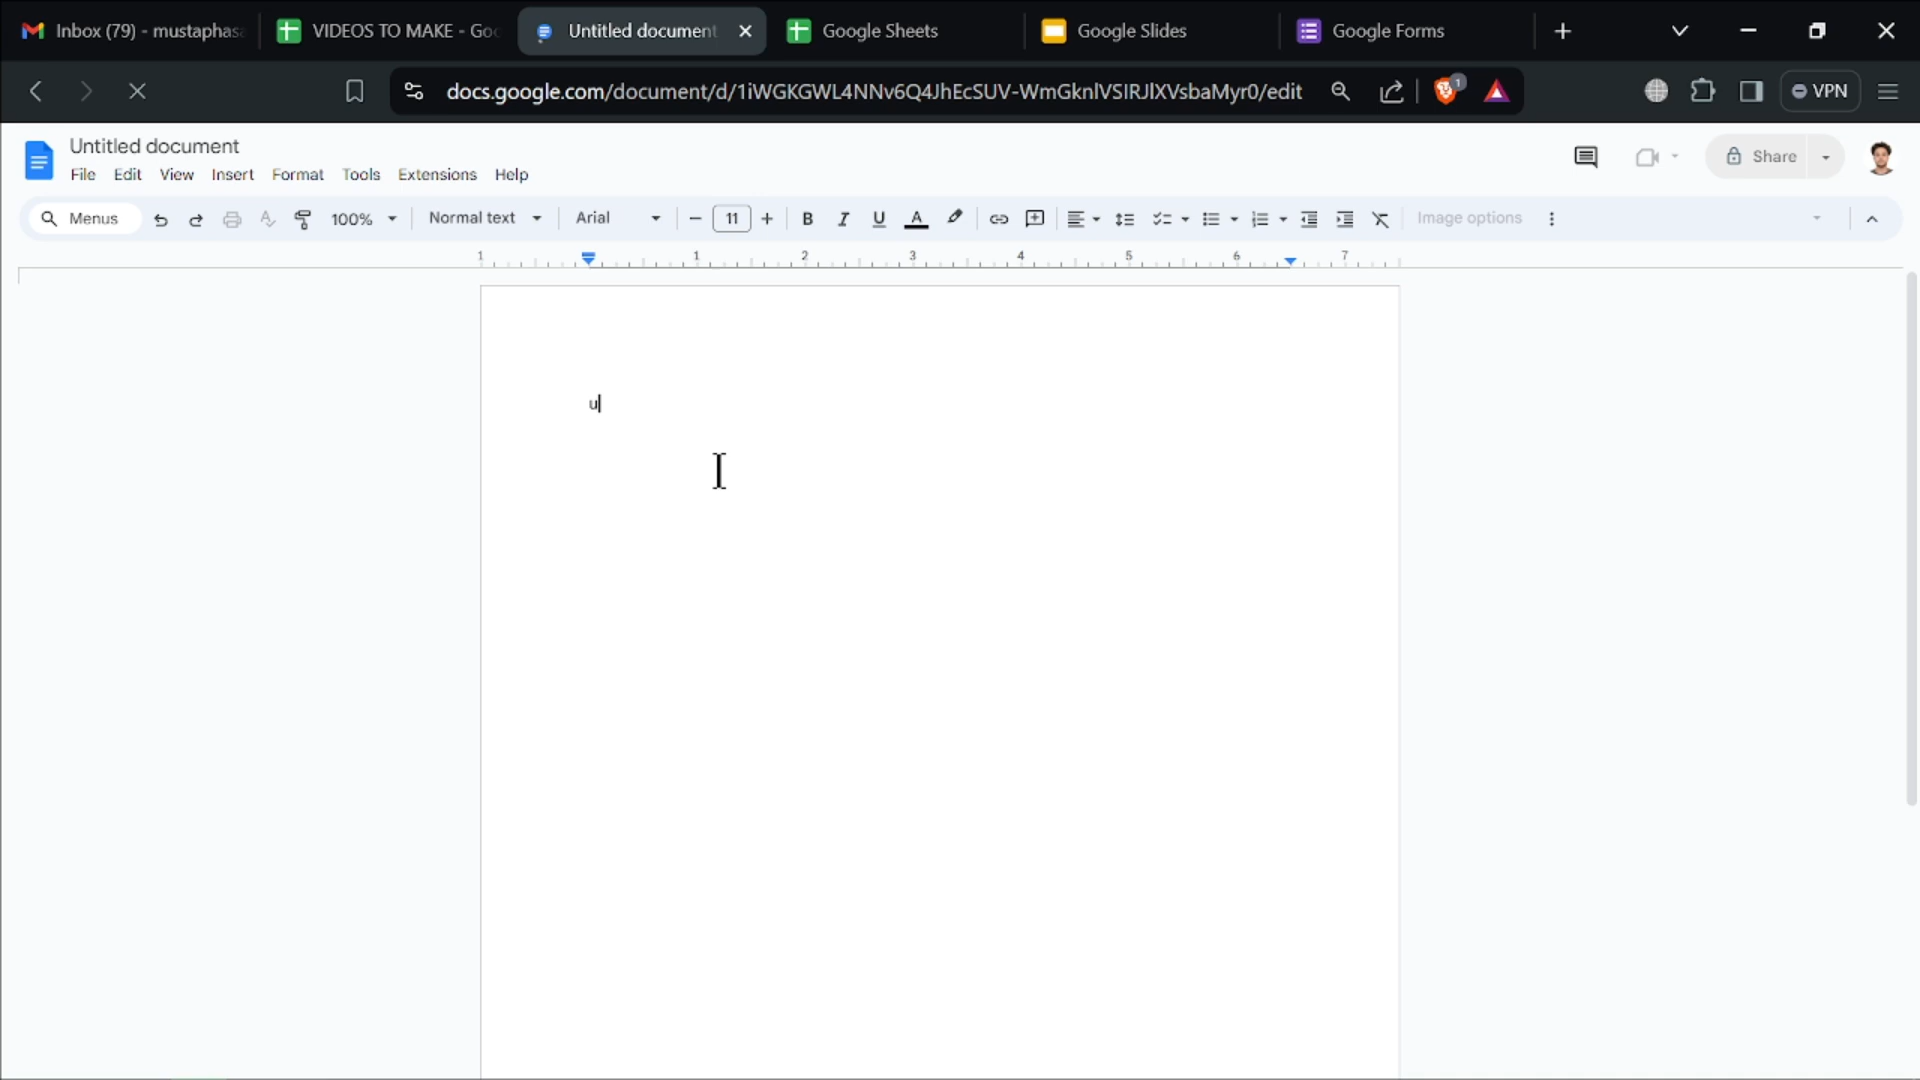 Inbox (79) - mustaphasa
VIDEOS TO MAKE - Goo
Untitled document
Google Sheets
Google Slides
Google Forms
docs.google.com/document/d/1iWGKGWL4NNv6Q4JhEcSUV-WmGknlVSIRJlXVsbaMyr0/edit
1
VPN
Untitled document
Share
File Edit View Insert Format Tools Extensions Help
Menus 100% Normal text Arial 11 B I U A Image options
1 1 2 3 4 5 6 7
u